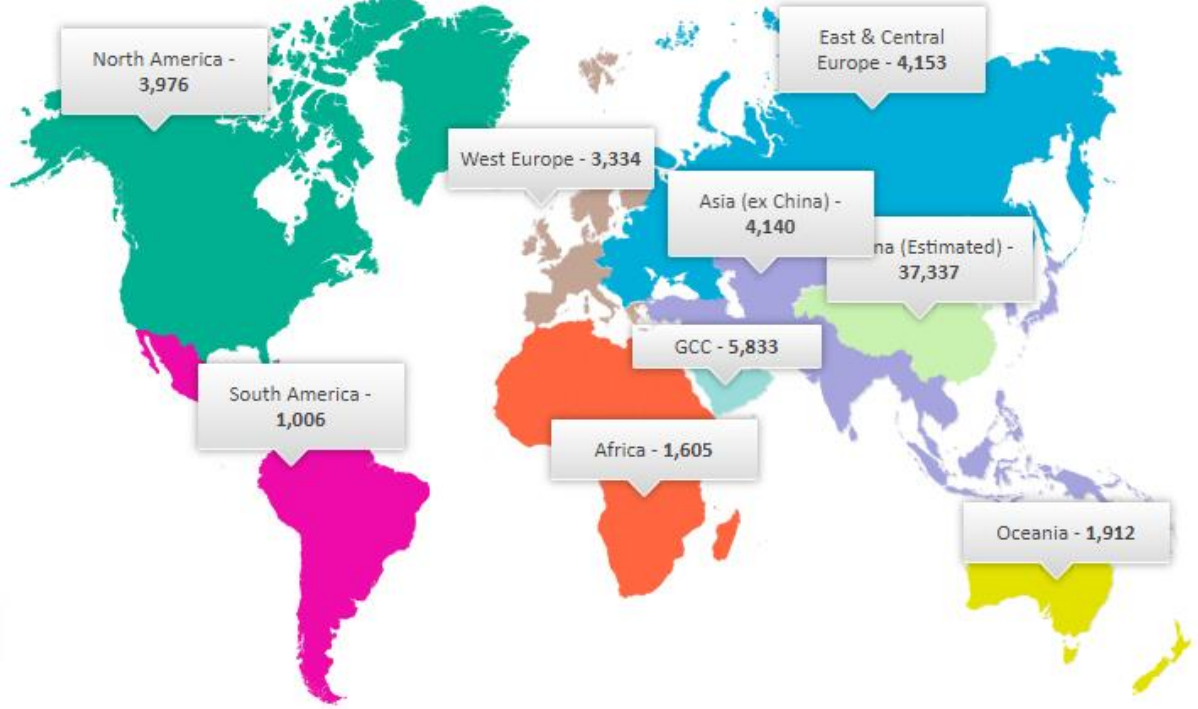 North America -
3,976
East & Central
Europe - 4,153
West Europe - 3,334
Asia (ex China) -
4,140
(Estimated) -
37,337
GCC - 5,833
South America -
1,006
Africa - 1,605
Oceania - 1,912